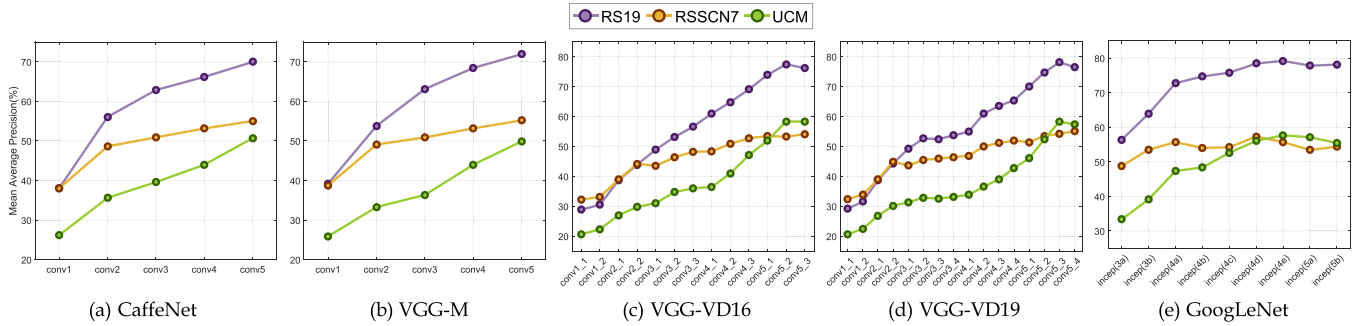 RS19 RSSCN7 UCM
Mean Average Precision(%)
70
60
50
40
30
20
conv1 conv2 conv3 conv4 conv5
(a) CaffeNet
70
60
50
40
30
20
conv1 conv2 conv3 conv4 conv5
(b) VGG-M
80
70
60
50
40
30
20
conv1_1 conv1_2 conv2_1 conv2_2 conv3_1 conv3_2 conv3_3 conv4_1 conv4_2 conv4_3 conv5_1 conv5_2 conv5_3
(c) VGG-VD16
80
70
60
50
40
30
20
conv1_1 conv1_2 conv2_1 conv2_2 conv3_1 conv3_2 conv3_3 conv3_4 conv4_1 conv4_2 conv4_3 conv4_4 conv5_1 conv5_2 conv5_3 conv5_4
(d) VGG-VD19
80
70
60
50
40
30
incep(3a) incep(3b) incep(4a) incep(4b) incep(4c) incep(4d) incep(4e) incep(5a) incep(5b)
(e) GoogLeNet